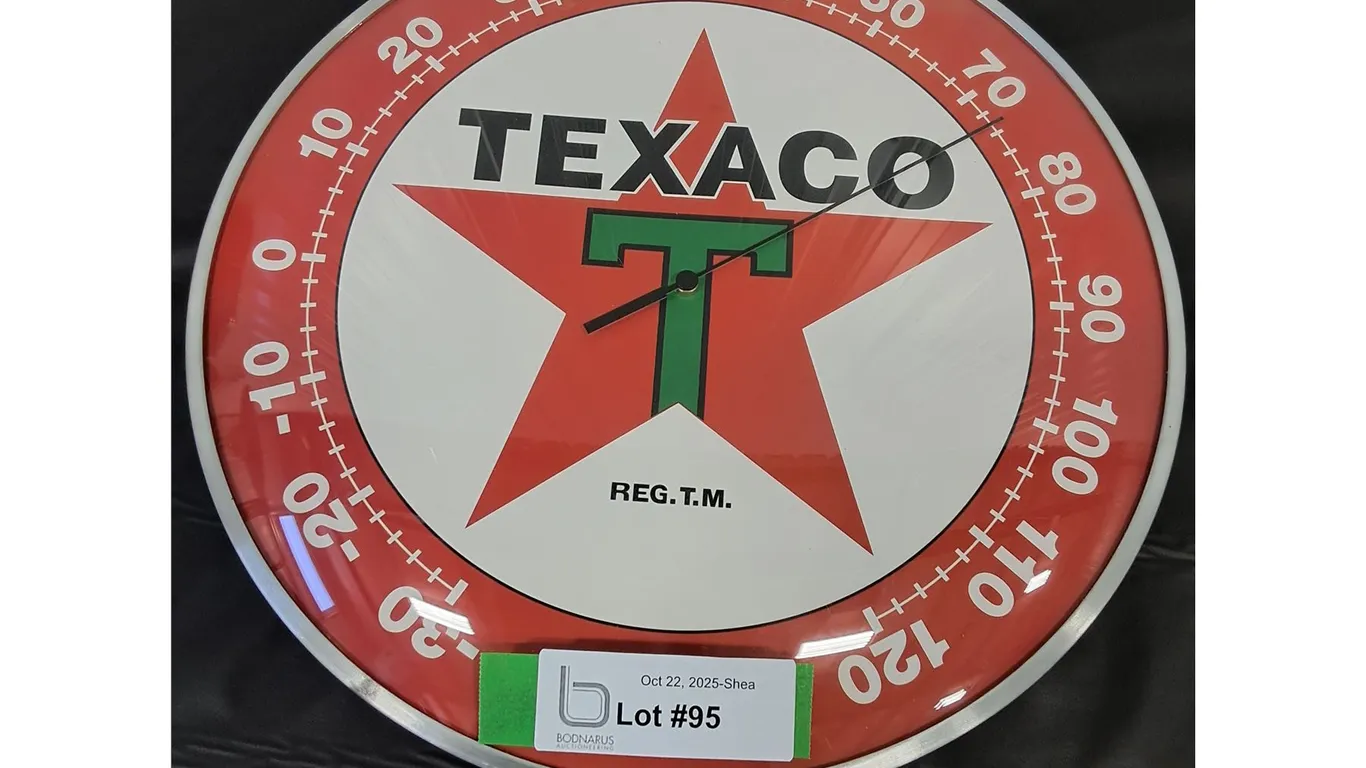 20
70
10
80
0
90
-10
100
-20
110
-30
120
TEXACO
T
REG.T.M.
Oct 22, 2025-Shea
b
Lot #95
BODNARUS
AUCTIONEERING